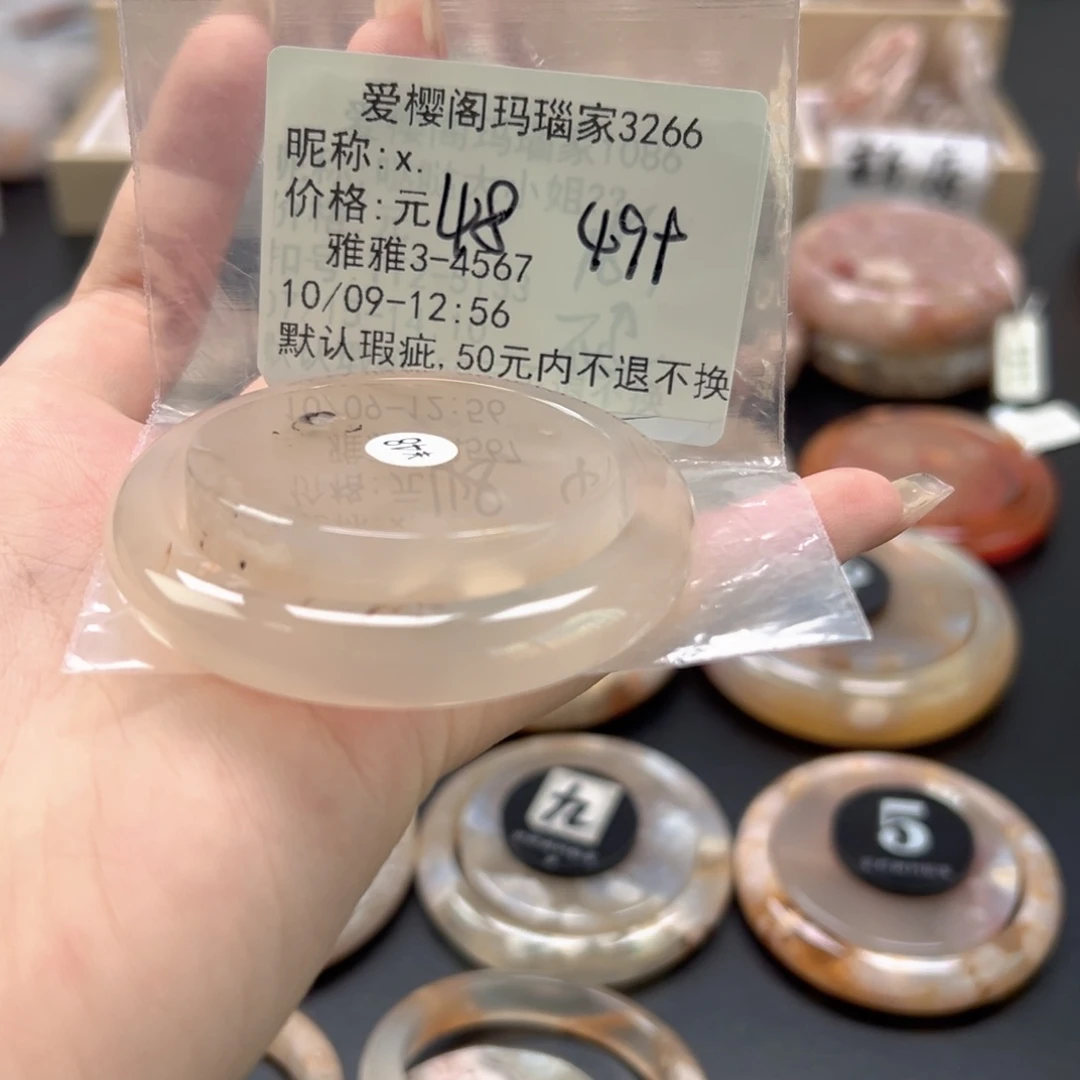 爱樱阁玛瑙家3266
昵称:x.
价格:元48 49↑
雅雅3-4567
10/09-12:56
默认瑕疵,50元内不退不换
九
5